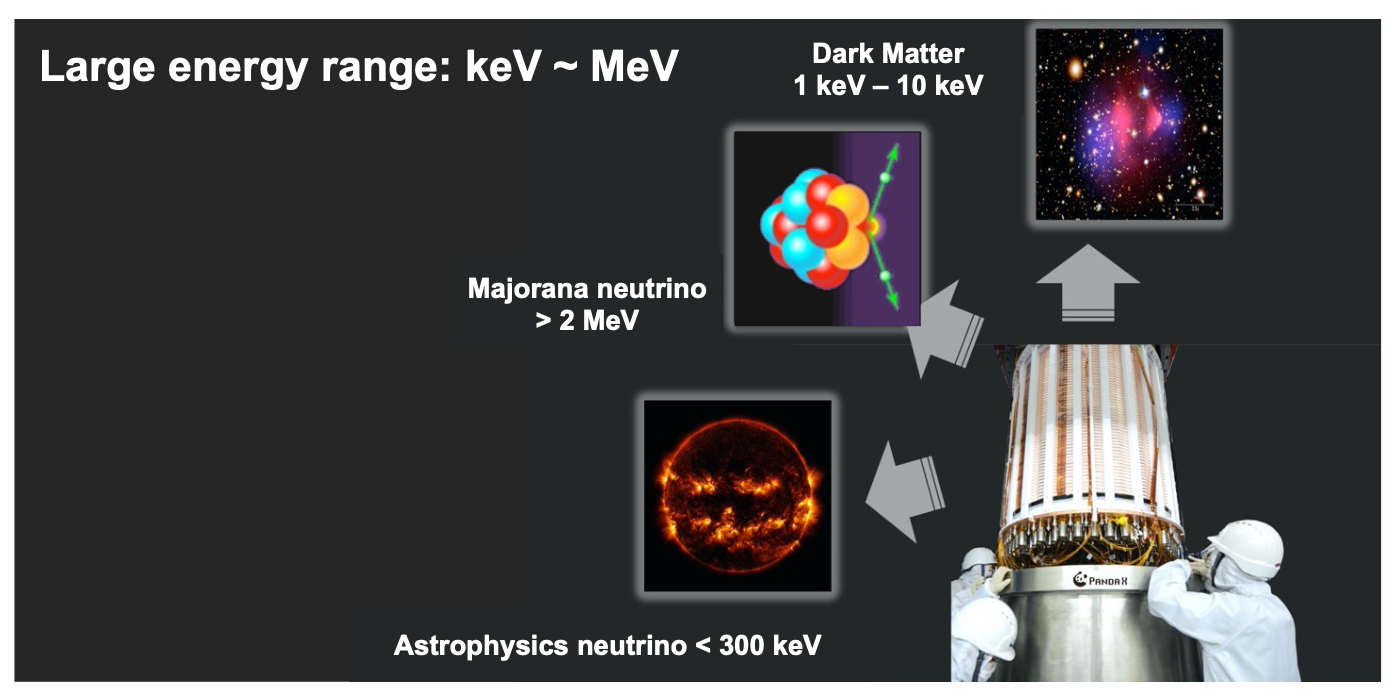 Large energy range: keV ~ MeV
Dark Matter
1 keV – 10 keV
Majorana neutrino
> 2 MeV
Astrophysics neutrino < 300 keV
PANDAX